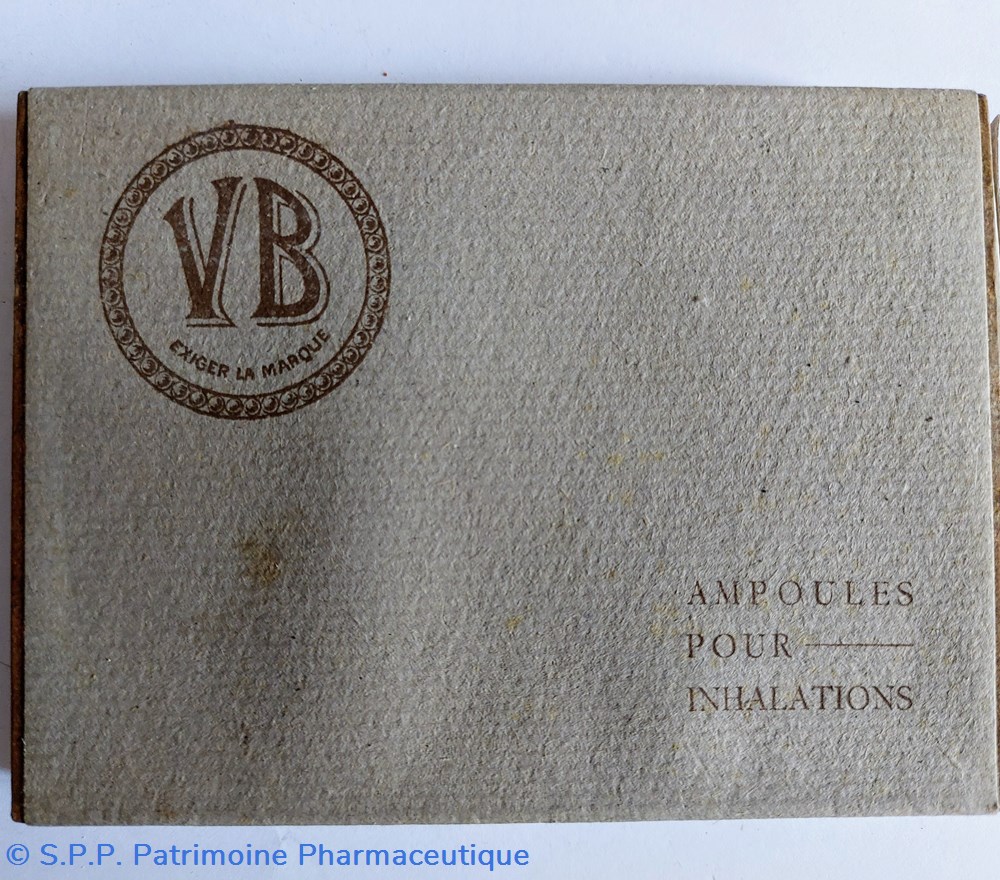 VB
EXIGER LA MARQUE
AMPOULES
POUR
INHALATIONS
© S.P.P. Patrimoine Pharmaceutique